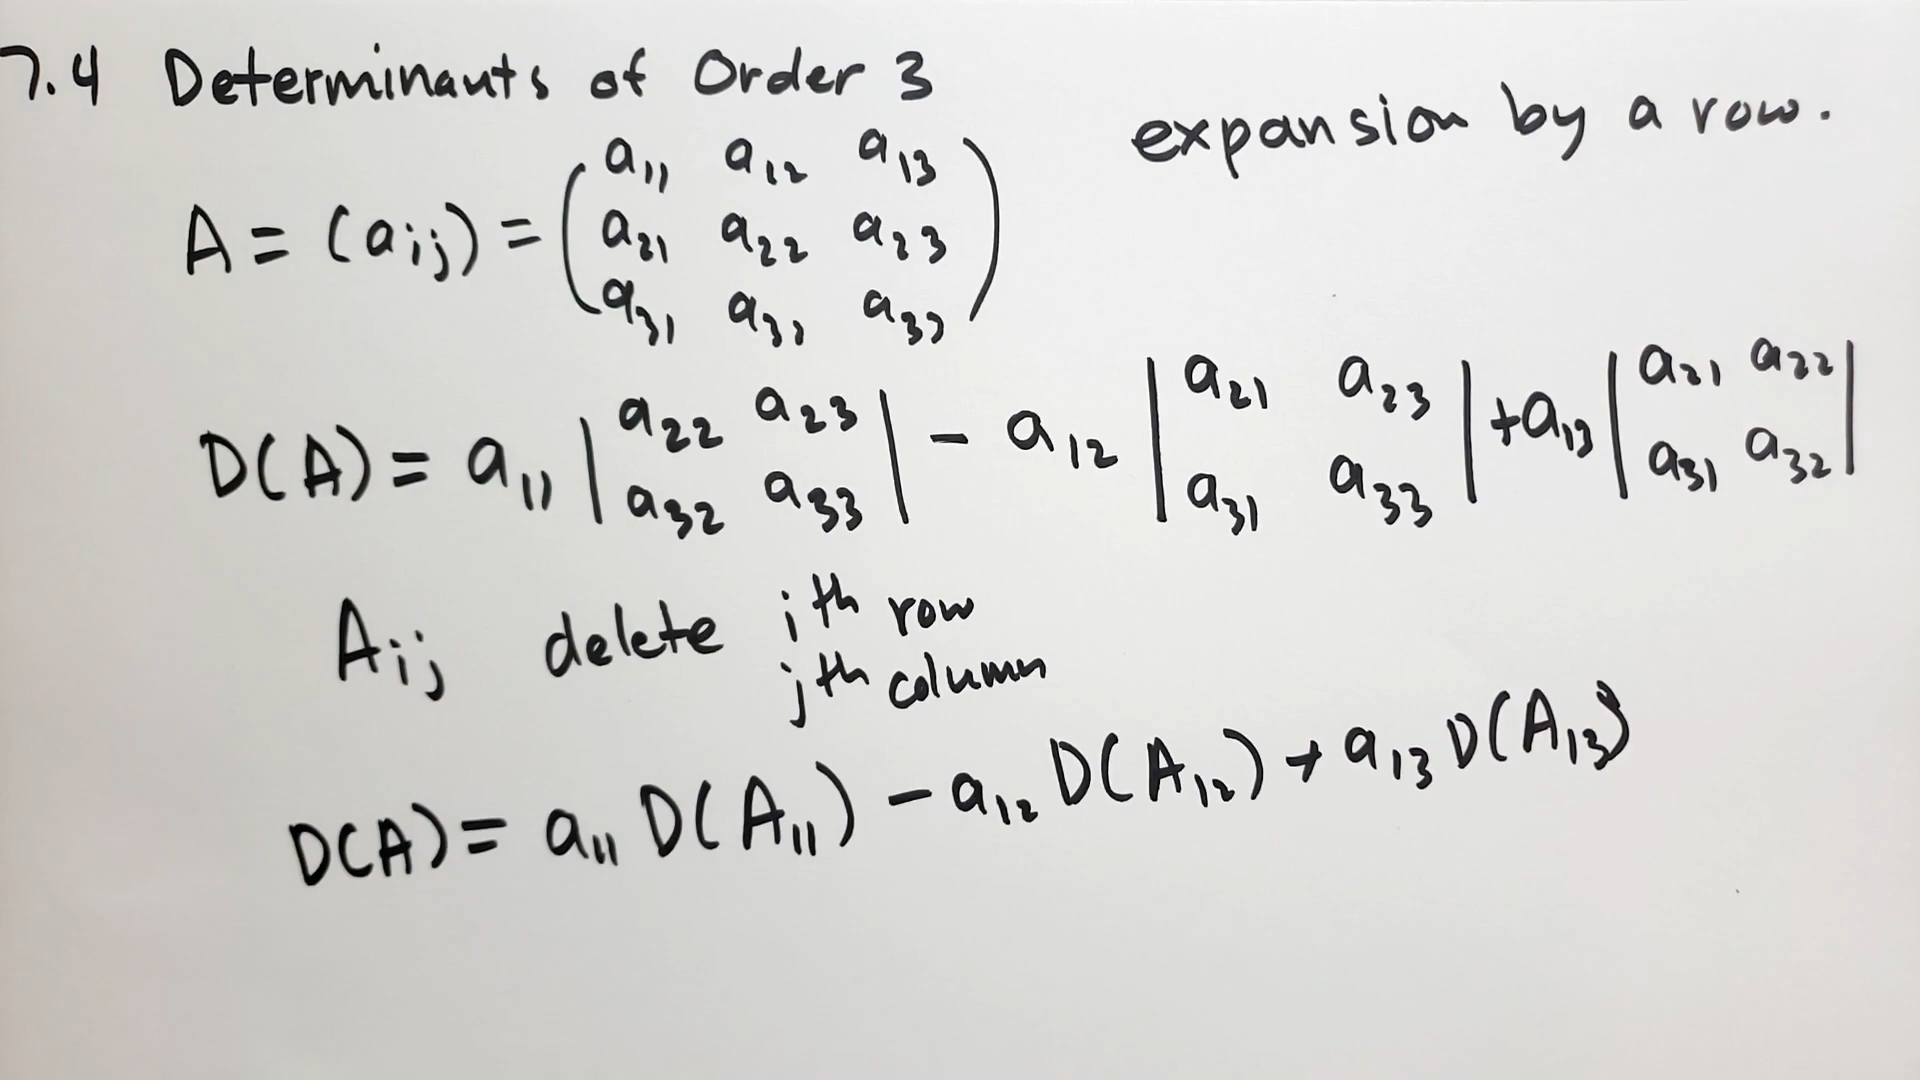 7.4 Determinants of Order 3
expansion by a row.
A = (aij) = ( a11 a12 a13
a21 a22 a23
a31 a32 a33 )
D(A) = a11 | a22 a23 | - a12 | a21 a23 | + a13 | a21 a22 |
| a32 a33 | | a31 a33 | | a31 a32 |
Aij delete ith row
jth column
D(A) = a11 D(A11) - a12 D(A12) + a13 D(A13)